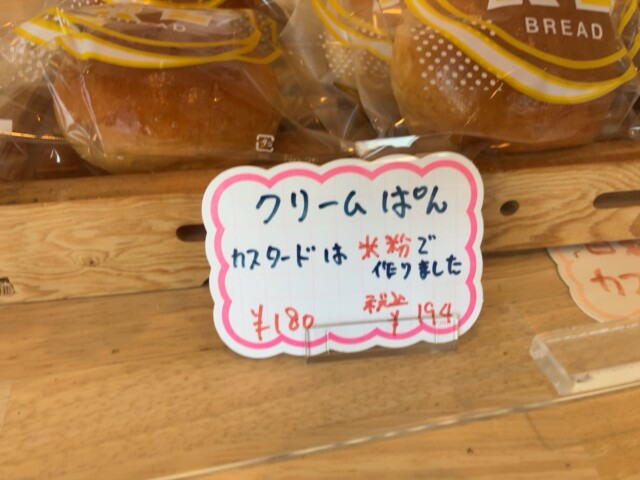 BREAD
クリームぱん
カスタードは米粉で
作りました
¥180 税込¥194